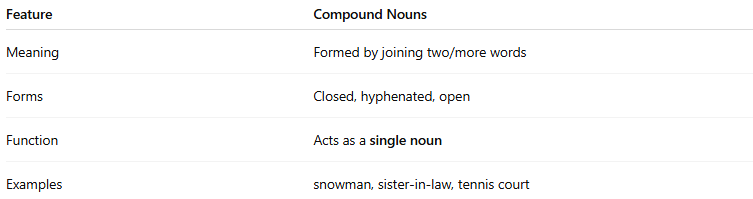 Feature Compound Nouns
Meaning Formed by joining two/more words
Forms Closed, hyphenated, open
Function Acts as a single noun
Examples snowman, sister-in-law, tennis court